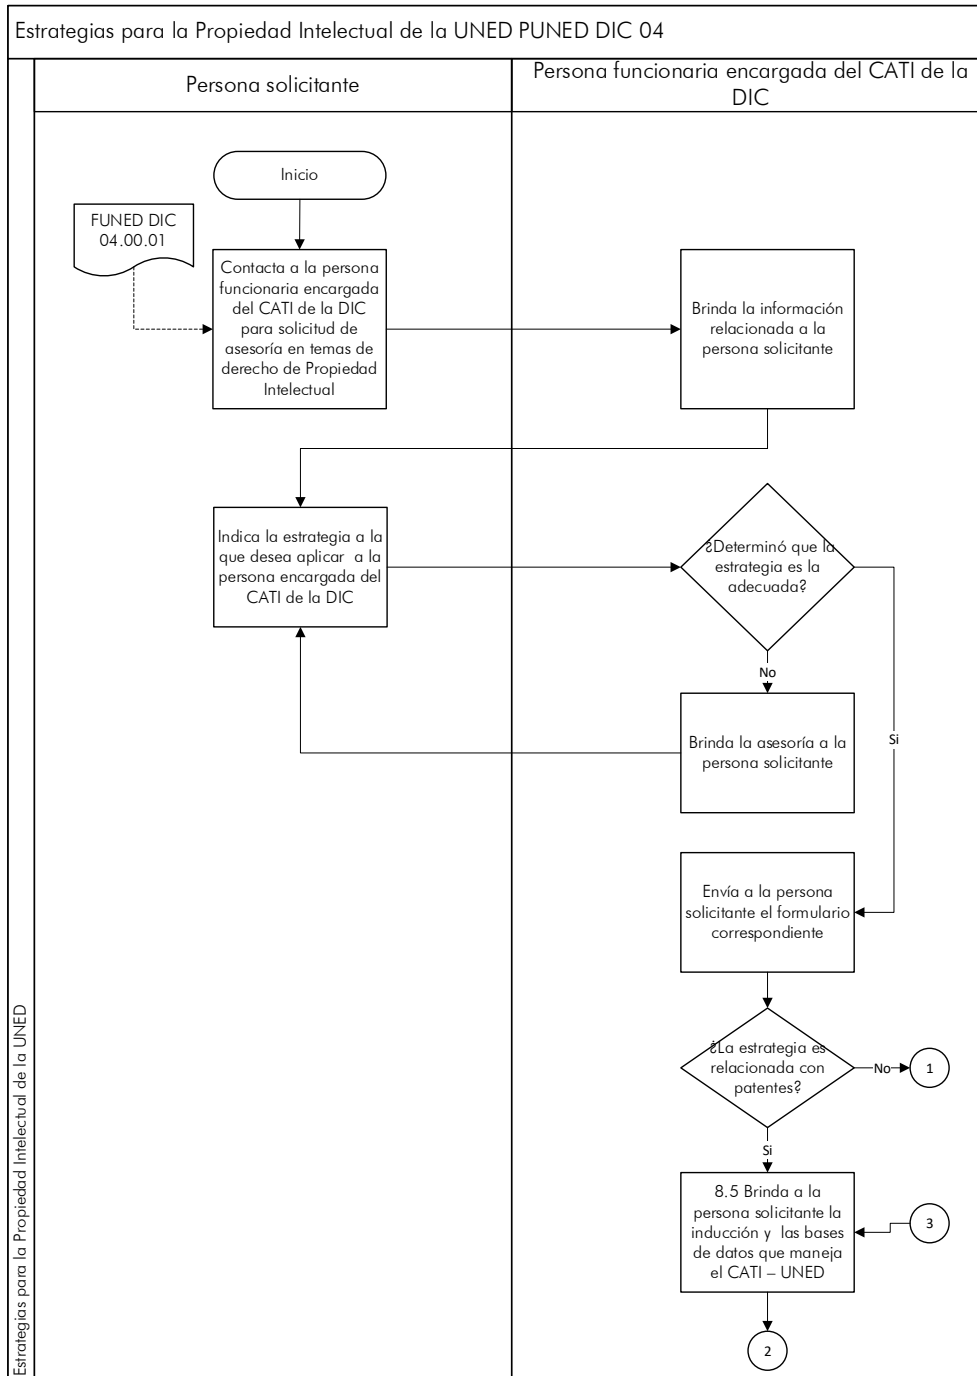 Estrategias para la Propiedad Intelectual de la UNED PUNED DIC 04
Persona solicitante
Persona funcionaria encargada del CATI de la
DIC
Inicio
FUNED DIC
04.00.01
Contacta a la persona
funcionaria encargada
del CATI de la DIC
para solicitud de
asesoría en temas de
derecho de Propiedad
Intelectual
Brinda la información
relacionada a la
persona solicitante
Indica la estrategia a la
que desea aplicar a la
persona encargada del
CATI de la DIC
¿Determinó que la
estrategia es la
adecuada?
No
Si
Brinda la asesoría a la
persona solicitante
Envía a la persona
solicitante el formulario
correspondiente
¿La estrategia es
relacionada con
patentes?
No
1
Si
8.5 Brinda a la
persona solicitante la
inducción y las bases
de datos que maneja
el CATI – UNED
3
2
Estrategias para la Propiedad Intelectual de la UNED